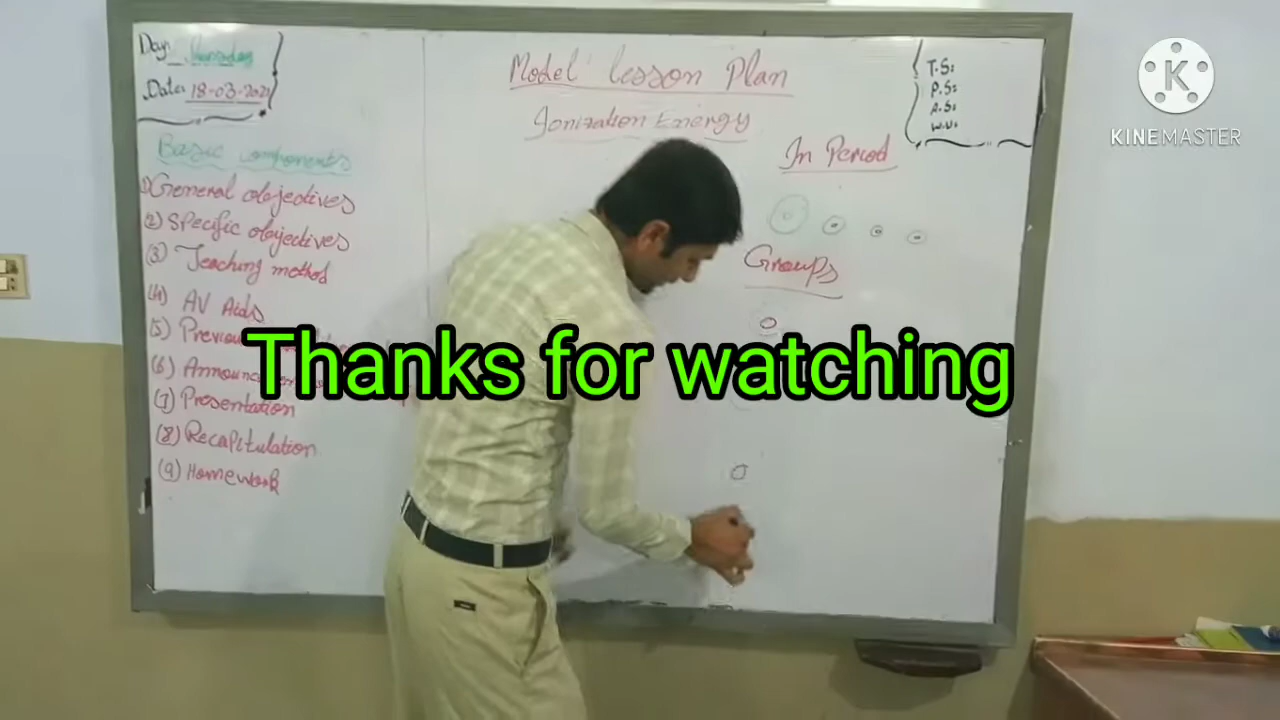 Day:
Date: 18-03-2021
Model lesson Plan
Ionization Energy
T.S:
P.S:
A.S:
W.U:
KINEMASTER
Basic components
(1) General objectives
(2) Specific objectives
(3) Teaching method
(4) AV Aids
(5)
(6)
(7) Presentation
(8) Recapitulation
(9) Homework
In Period
Groups
Thanks for watching